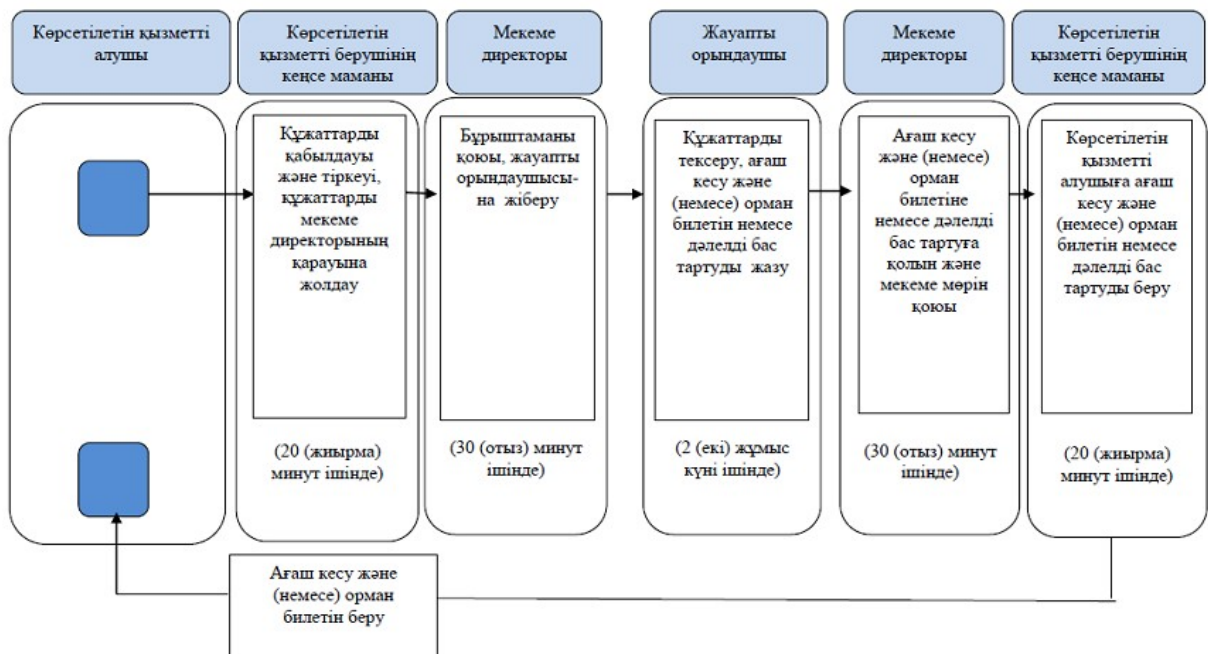 Көрсетілетін қызметті
алушы
Көрсетілетін
қызметті берушінің
кеңсе маманы
Мекеме
директоры
Жауапты
орындаушы
Мекеме
директоры
Көрсетілетін
қызметті берушінің
кеңсе маманы
Құжаттарды
қабылдауы
және тіркеуі,
құжаттарды
мекеме
директорының
қарауына
жолдау
(20 (жиырма)
минут ішінде)
Бұрыштаманы
қоюы, жауапты
орындаушысы-
на жіберу
(30 (отыз) минут
ішінде)
Құжаттарды
тексеру, ағаш
кесу және
(немесе) орман
билетін немесе
дәлелді бас
тартуды жазу
(2 (екі) жұмыс
күні ішінде)
Ағаш кесу
және (немесе)
орман
билетіне
немесе дәлелді
бас тартуға
қолын және
мекеме мөрін
қоюы
(30 (отыз) минут
ішінде)
Көрсетілетін
қызметті
алушыға ағаш
кесу және
(немесе) орман
билетін немесе
дәлелді бас
тартуды беру
(20 (жиырма)
минут ішінде)
Ағаш кесу және
(немесе) орман
билетін беру